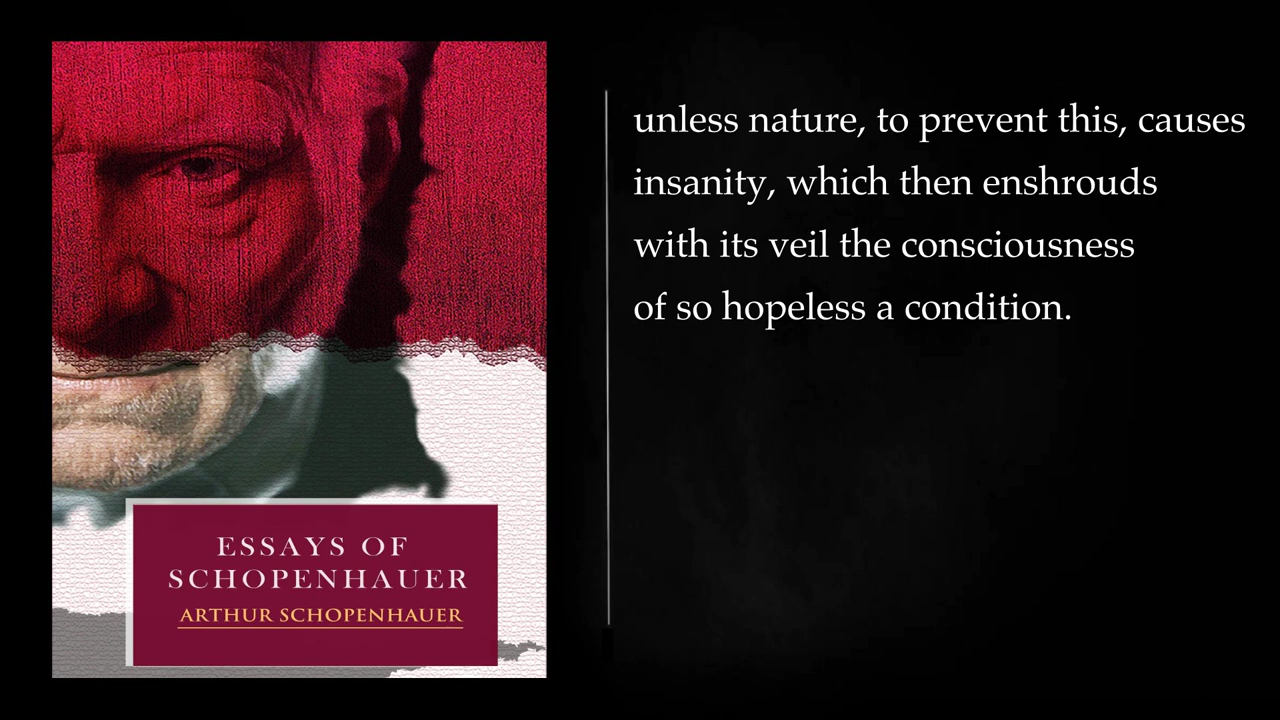 ESSAYS OF
SCHOPENHAUER
ARTHUR SCHOPENHAUER
unless nature, to prevent this, causes
insanity, which then enshrouds
with its veil the consciousness
of so hopeless a condition.